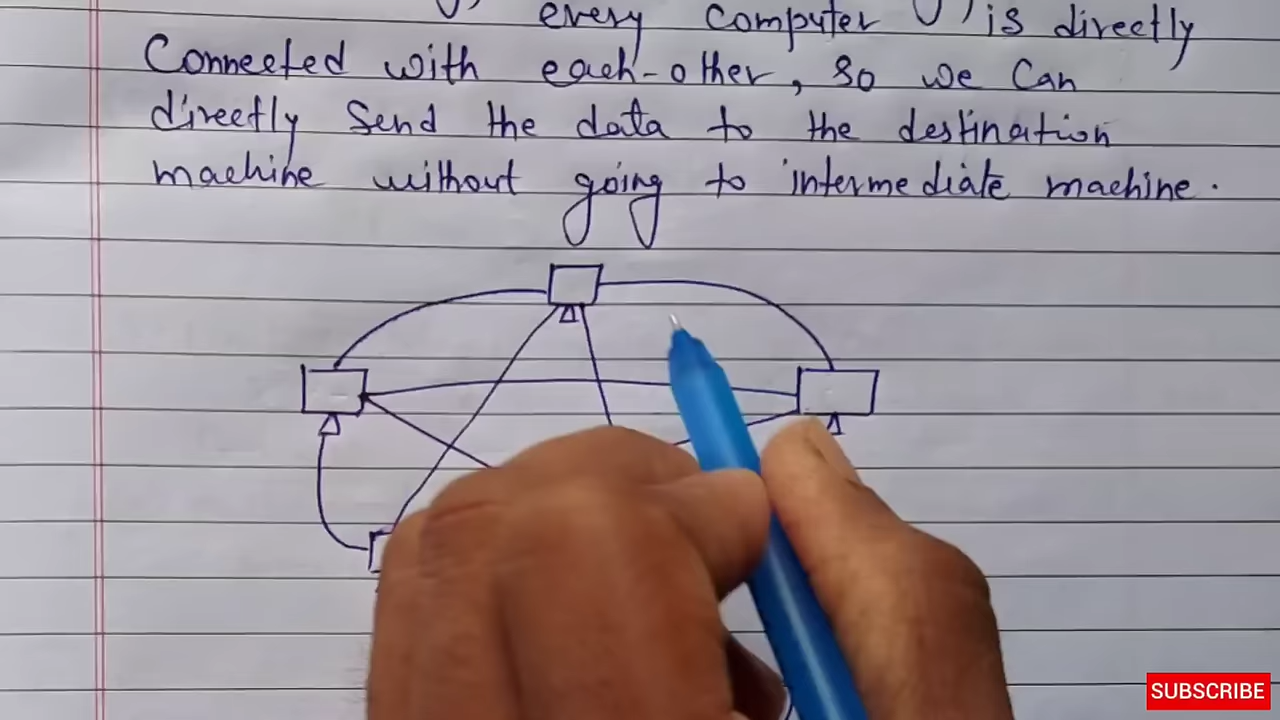 every computer is directly
Connected with each-other, so we can
directly Send the data to the destination
machine without going to intermediate machine.
SUBSCRIBE